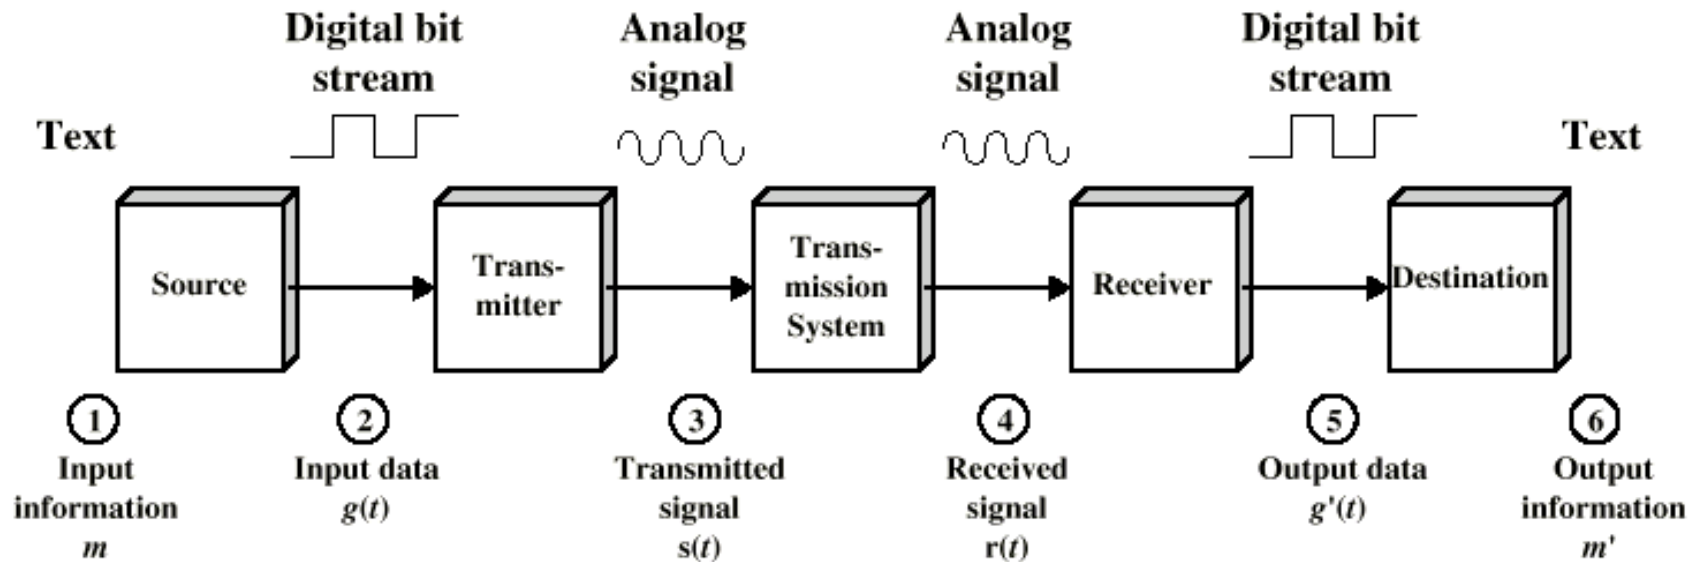 Digital bit
stream
Analog
signal
Analog
signal
Digital bit
stream
Text
Text
Source
Trans-
mitter
Trans-
mission
System
Receiver
Destination
1
Input
information
m
2
Input data
g(t)
3
Transmitted
signal
s(t)
4
Received
signal
r(t)
5
Output data
g'(t)
6
Output
information
m'